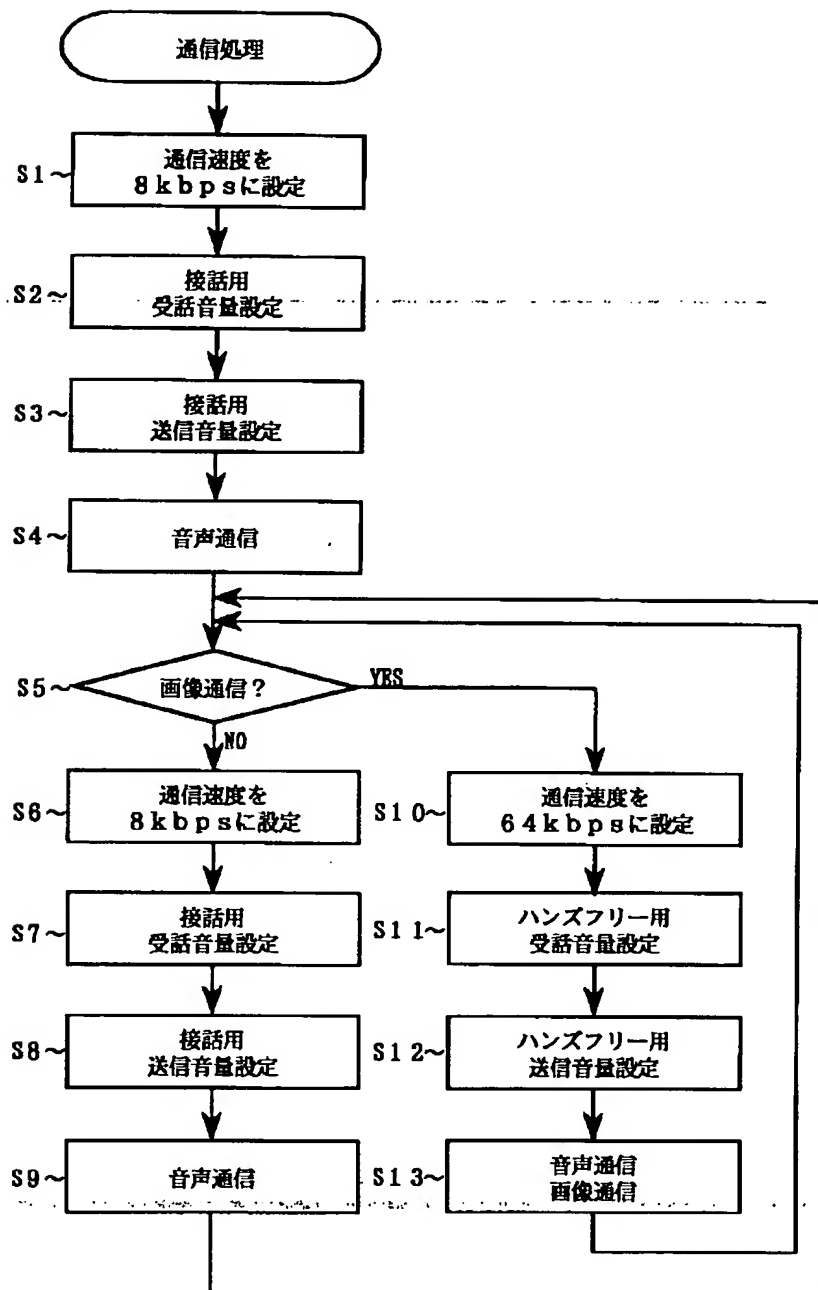 通信処理
S1～
通信速度を
8kbpsに設定
S2～
接話用
受話音量設定
S3～
接話用
送信音量設定
S4～
音声通信
S5～
画像通信?
YES
NO
S6～
通信速度を
8kbpsに設定
S7～
接話用
受話音量設定
S8～
接話用
送信音量設定
S9～
音声通信
S10～
通信速度を
64kbpsに設定
S11～
ハンズフリー用
受話音量設定
S12～
ハンズフリー用
送信音量設定
S13～
音声通信
画像通信